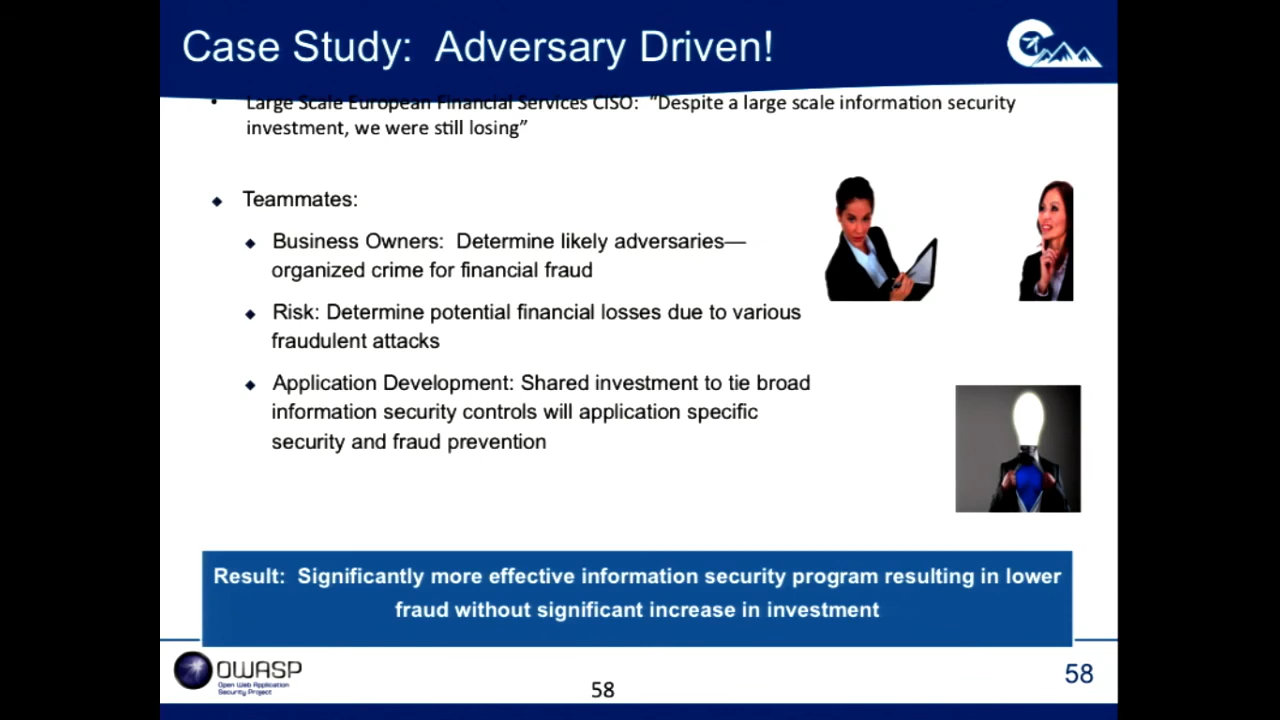 Case Study: Adversary Driven!
• Large Scale European Financial Services CISO: “Despite a large scale information security
investment, we were still losing”
Teammates:
Business Owners: Determine likely adversaries—
organized crime for financial fraud
Risk: Determine potential financial losses due to various
fraudulent attacks
Application Development: Shared investment to tie broad
information security controls will application specific
security and fraud prevention
Result: Significantly more effective information security program resulting in lower
fraud without significant increase in investment
OWASP
Open Web Application
Security Project
58
58